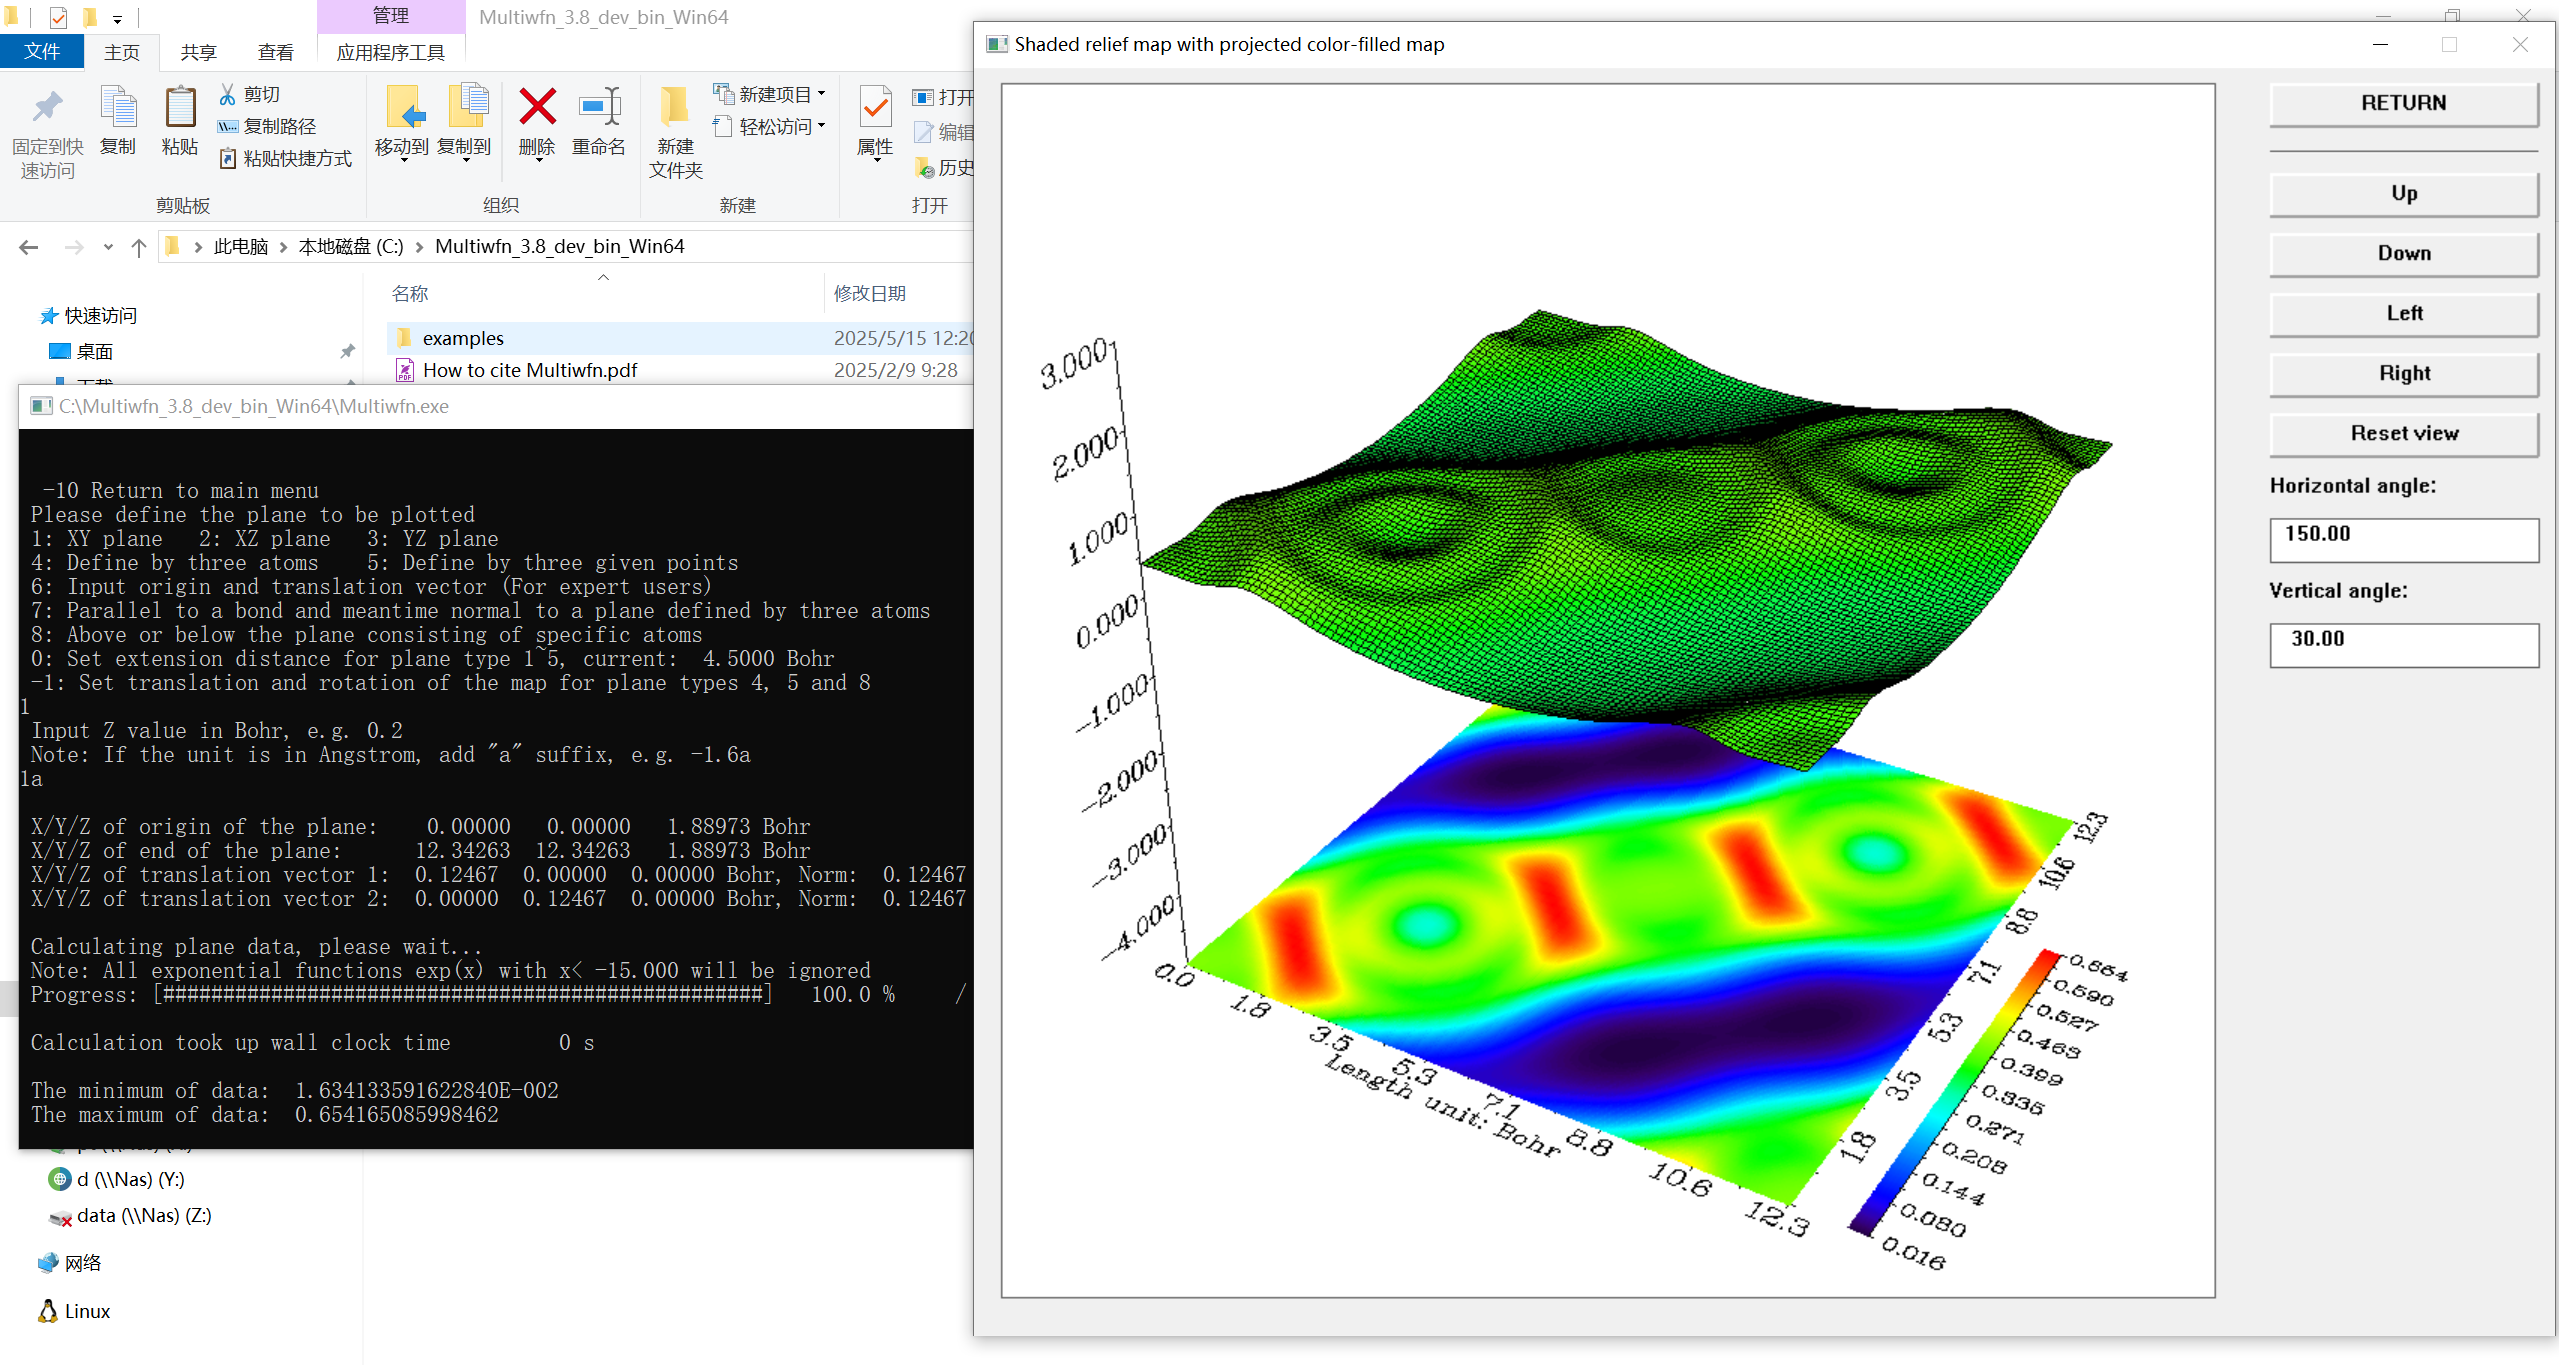 管理
Multiwfn_3.8_dev_bin_Win64
文件
主页
共享
查看
应用程序工具
固定到快
速访问
复制
粘贴
剪切
复制路径
粘贴快捷方式
剪贴板
移动到
复制到
删除
重命名
组织
新建
文件夹
新建项目
轻松访问
新建
属性
打开
编辑
历史
打开
此电脑
本地磁盘 (C:)
Multiwfn_3.8_dev_bin_Win64
名称
修改日期
快速访问
桌面
examples
2025/5/15 12:20
How to cite Multiwfn.pdf
2025/2/9 9:28
C:\Multiwfn_3.8_dev_bin_Win64\Multiwfn.exe
-10 Return to main menu
Please define the plane to be plotted
1: XY plane   2: XZ plane   3: YZ plane
4: Define by three atoms    5: Define by three given points
6: Input origin and translation vector (For expert users)
7: Parallel to a bond and meantime normal to a plane defined by three atoms
8: Above or below the plane consisting of specific atoms
0: Set extension distance for plane type 1~5, current:  4.5000 Bohr
-1: Set translation and rotation of the map for plane types 4, 5 and 8
1
Input Z value in Bohr, e.g. 0.2
Note: If the unit is in Angstrom, add "a" suffix, e.g. -1.6a
1a
X/Y/Z of origin of the plane:    0.00000   0.00000   1.88973 Bohr
X/Y/Z of end of the plane:      12.34263  12.34263   1.88973 Bohr
X/Y/Z of translation vector 1:  0.12467  0.00000  0.00000 Bohr, Norm:  0.12467
X/Y/Z of translation vector 2:  0.00000  0.12467  0.00000 Bohr, Norm:  0.12467
Calculating plane data, please wait...
Note: All exponential functions exp(x) with x< -15.000 will be ignored
Progress: [##################################################]   100.0 %     /
Calculation took up wall clock time         0 s
The minimum of data:  1.634133591622840E-002
The maximum of data:  0.654165085998462
d (\\Nas) (Y:)
data (\\Nas) (Z:)
网络
Linux
Shaded relief map with projected color-filled map
3.000
2.000
1.000
0.000
-1.000
-2.000
-3.000
-4.000
0.0
1.8
3.5
5.3
7.1
8.8
10.6
12.3
Length unit: Bohr
12.3
10.6
8.8
7.1
5.3
3.5
1.8
0.654
0.590
0.527
0.463
0.399
0.335
0.271
0.208
0.144
0.080
0.016
RETURN
Up
Down
Left
Right
Reset view
Horizontal angle:
150.00
Vertical angle:
30.00